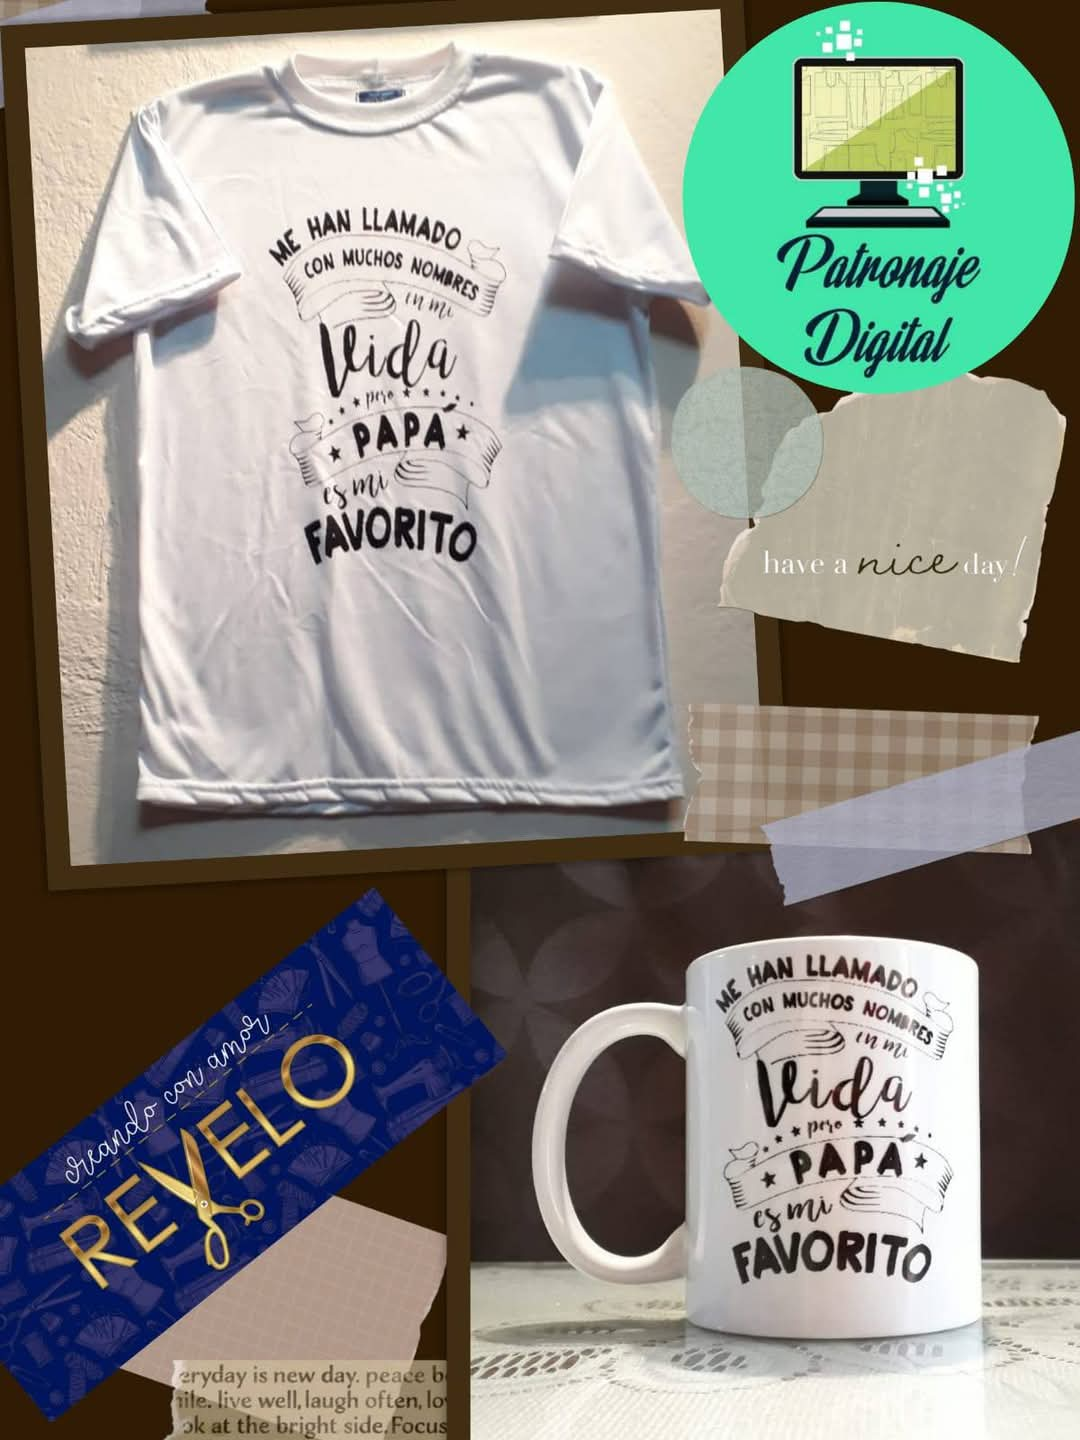 ME HAN LLAMADO
CON MUCHOS NOMBRES
en mi
Vida
pero
PAPÁ
es mi
FAVORITO
Patronaje
Digital
have a nice day!
creando con amor
REVELO
ME HAN LLAMADO
CON MUCHOS NOMBRES
en mi
Vida
pero
PAPÁ
es mi
FAVORITO
eryday is new day. peace b
ile. live well, laugh often, lo
ok at the bright side. Focus